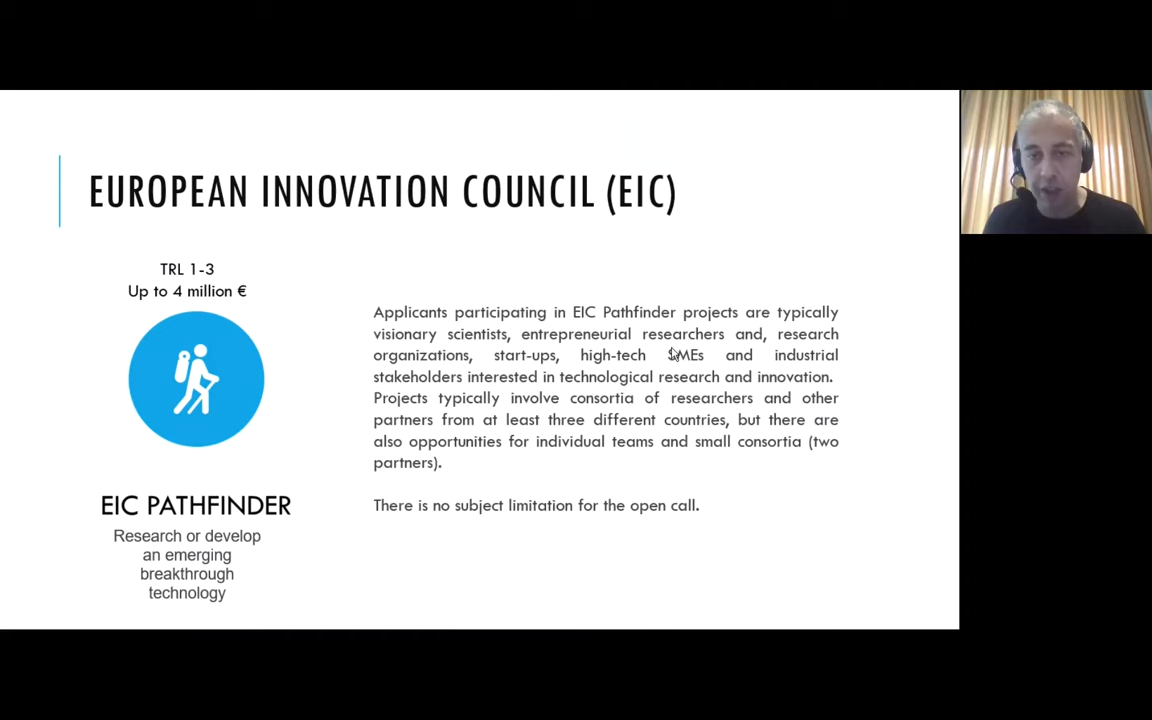 EUROPEAN INNOVATION COUNCIL (EIC)
TRL 1-3
Up to 4 million €
EIC PATHFINDER
Research or develop
an emerging
breakthrough
technology
Applicants participating in EIC Pathfinder projects are typically
visionary scientists, entrepreneurial researchers and, research
organizations, start-ups, high-tech SMEs and industrial
stakeholders interested in technological research and innovation.
Projects typically involve consortia of researchers and other
partners from at least three different countries, but there are
also opportunities for individual teams and small consortia (two
partners).
There is no subject limitation for the open call.